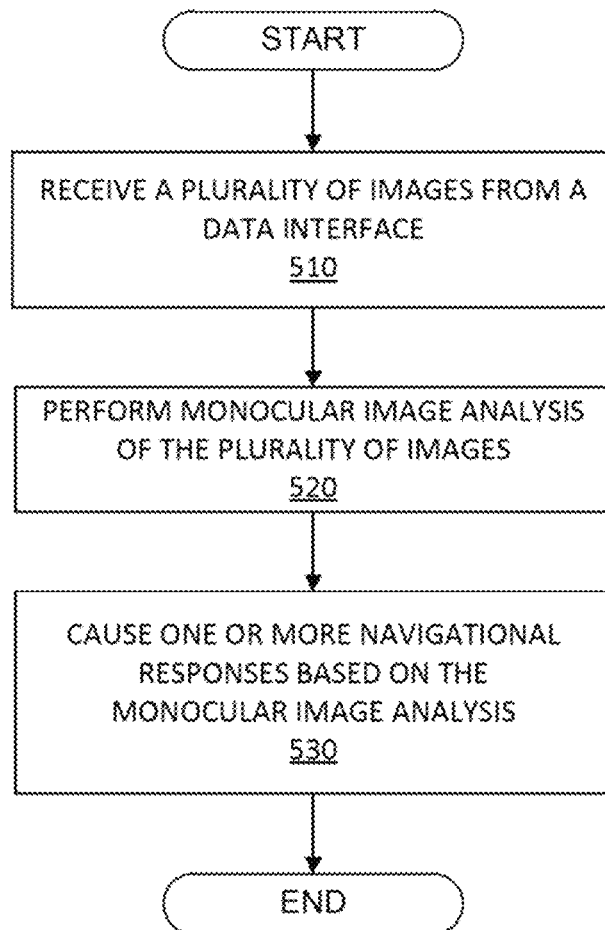 START
RECEIVE A PLURALITY OF IMAGES FROM A
DATA INTERFACE
510
PERFORM MONOCULAR IMAGE ANALYSIS
OF THE PLURALITY OF IMAGES
520
CAUSE ONE OR MORE NAVIGATIONAL
RESPONSES BASED ON THE
MONOCULAR IMAGE ANALYSIS
530
END